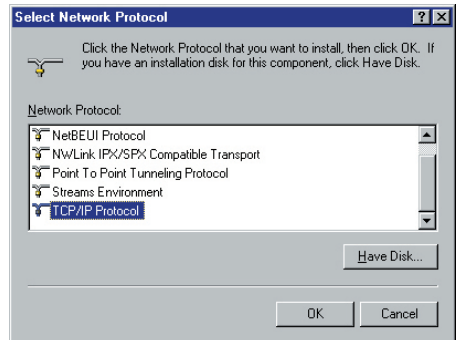 Select Network Protocol
Click the Network Protocol that you want to install, then click OK. If
you have an installation disk for this component, click Have Disk.
Network Protocol:
NetBEUI Protocol
NWLink IPX/SPX Compatible Transport
Point To Point Tunneling Protocol
Streams Environment
TCP/IP Protocol
Have Disk...
OK Cancel